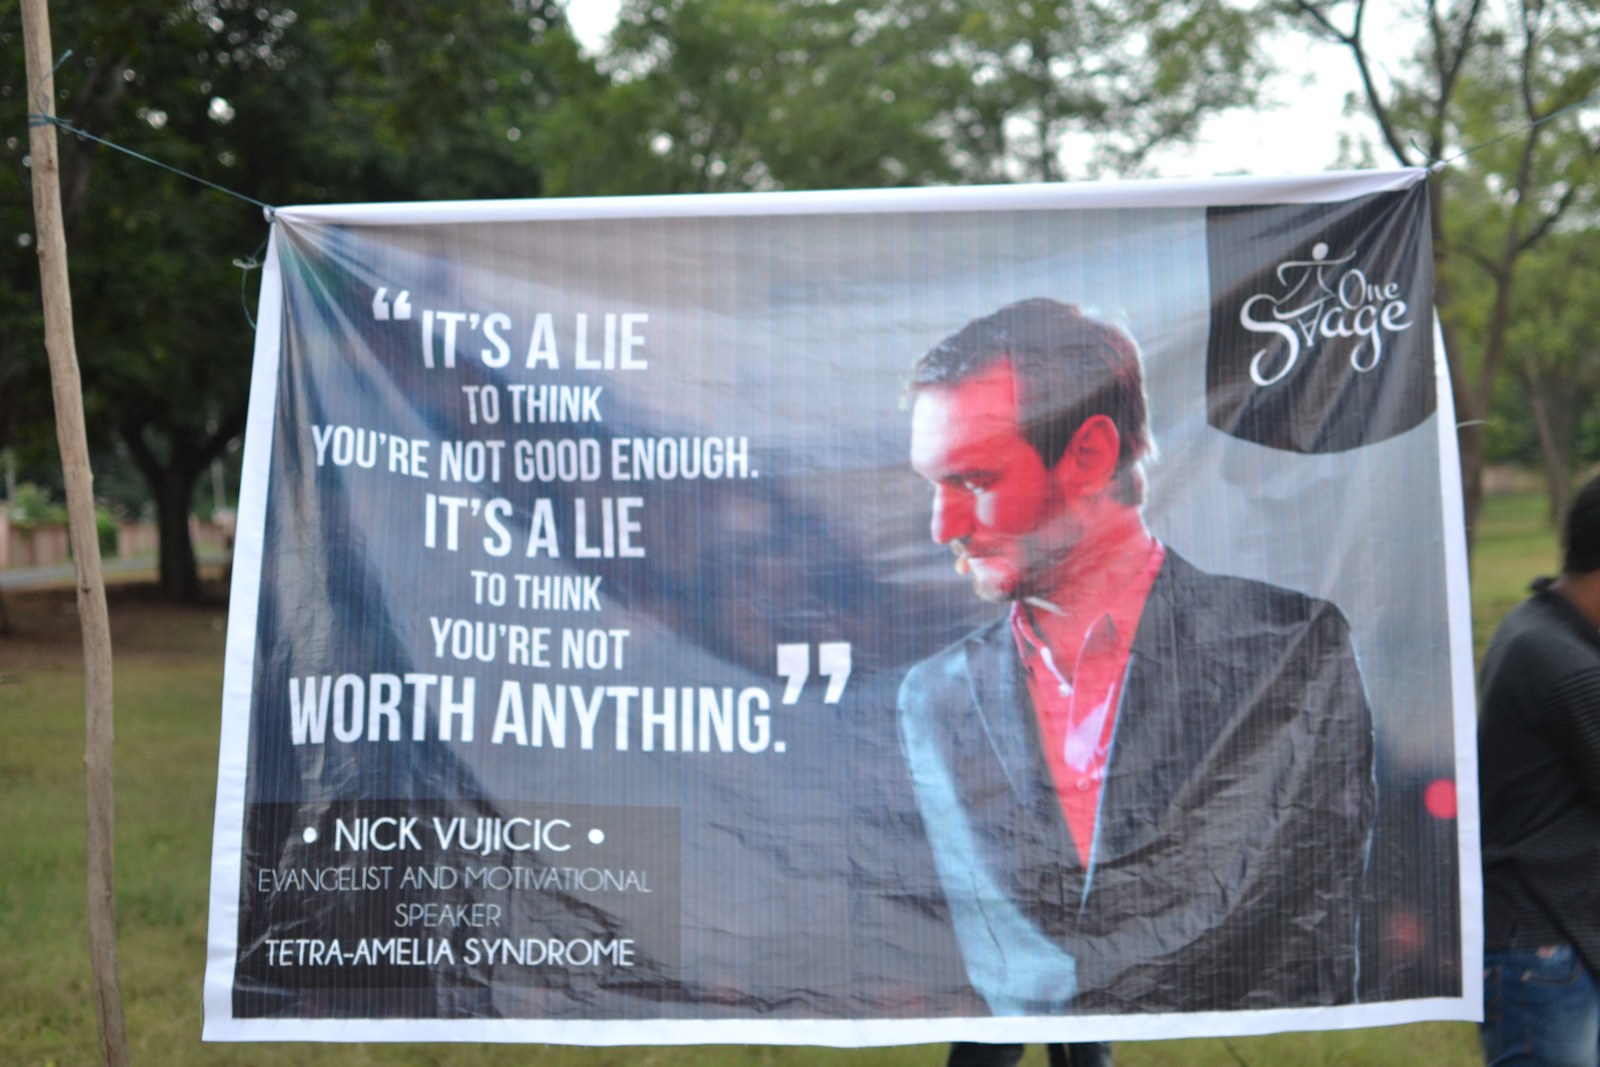 “IT'S A LIE
TO THINK
YOU'RE NOT GOOD ENOUGH.
IT'S A LIE
TO THINK
YOU'RE NOT
WORTH ANYTHING.”
• NICK VUJICIC •
EVANGELIST AND MOTIVATIONAL
SPEAKER
TETRA-AMELIA SYNDROME
One
Stage